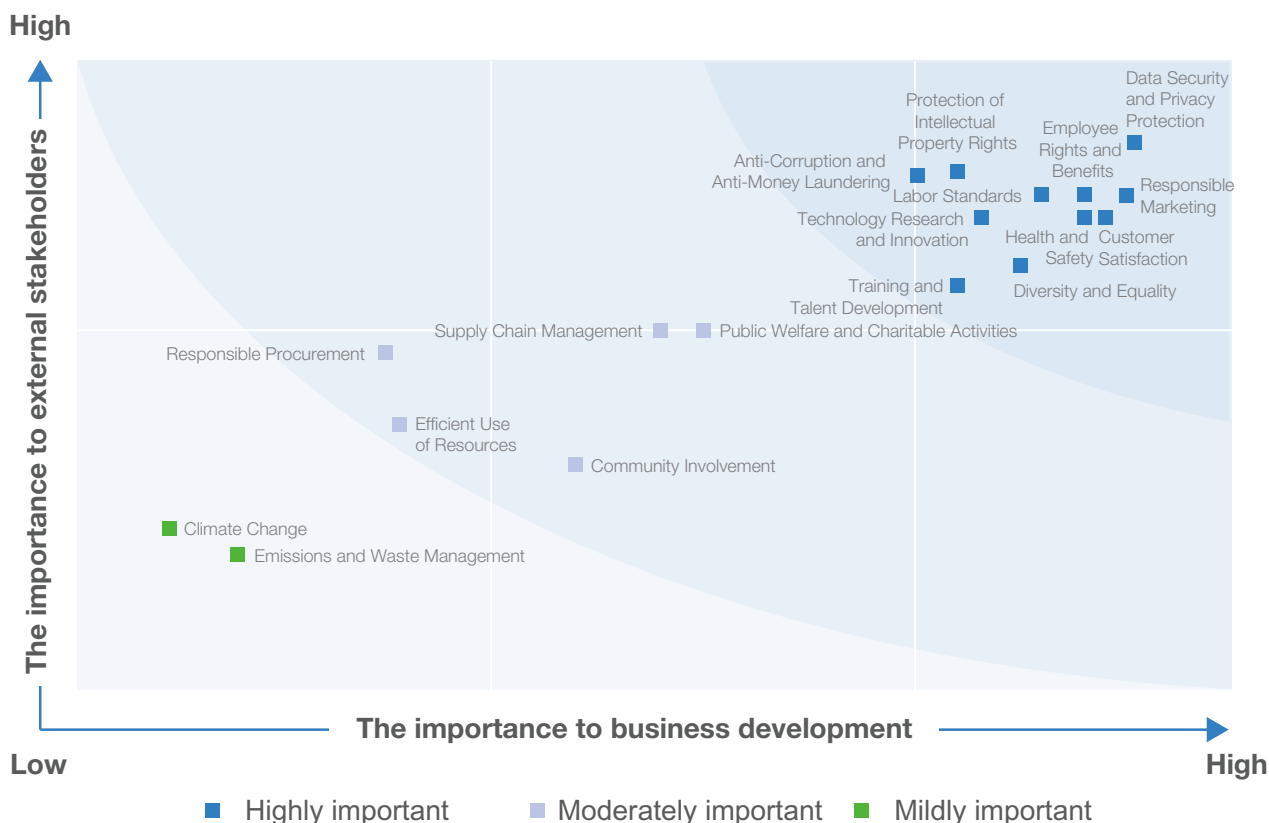 High
The importance to external stakeholders
Data Security
and Privacy
Protection
Protection of
Intellectual
Property Rights
Employee
Rights and
Benefits
Anti-Corruption and
Anti-Money Laundering
Labor Standards
Responsible
Marketing
Technology Research
and Innovation
Health and
Safety
Customer
Satisfaction
Diversity and Equality
Training and
Talent Development
Supply Chain Management
Public Welfare and Charitable Activities
Responsible Procurement
Efficient Use
of Resources
Community Involvement
Climate Change
Emissions and Waste Management
The importance to business development
Low
High
Highly important
Moderately important
Mildly important